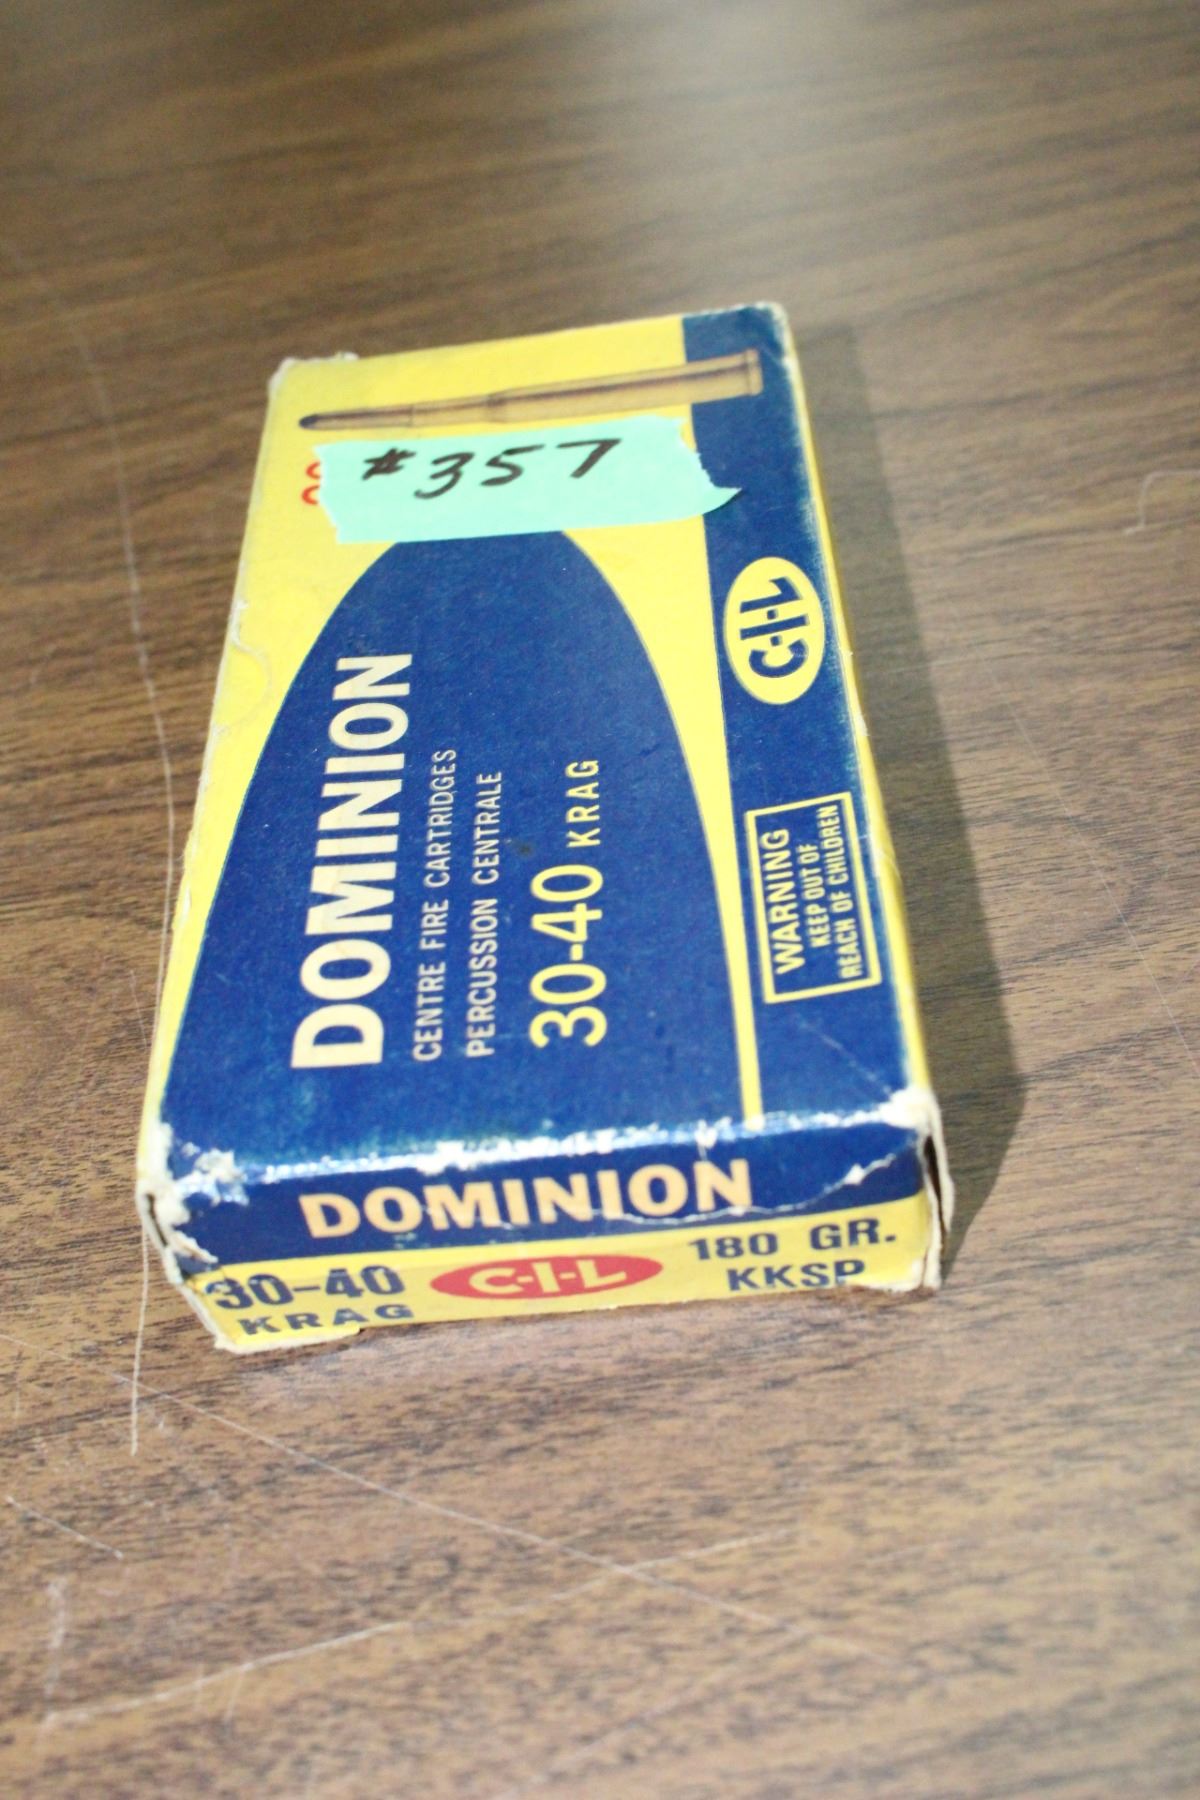 #357
DOMINION
CENTRE FIRE CARTRIDGES
PERCUSSION CENTRALE
30-40 KRAG
C-I-L
WARNING
KEEP OUT OF
REACH OF CHILDREN
DOMINION
30-40
KRAG
C-I-L
180 GR.
KKSP